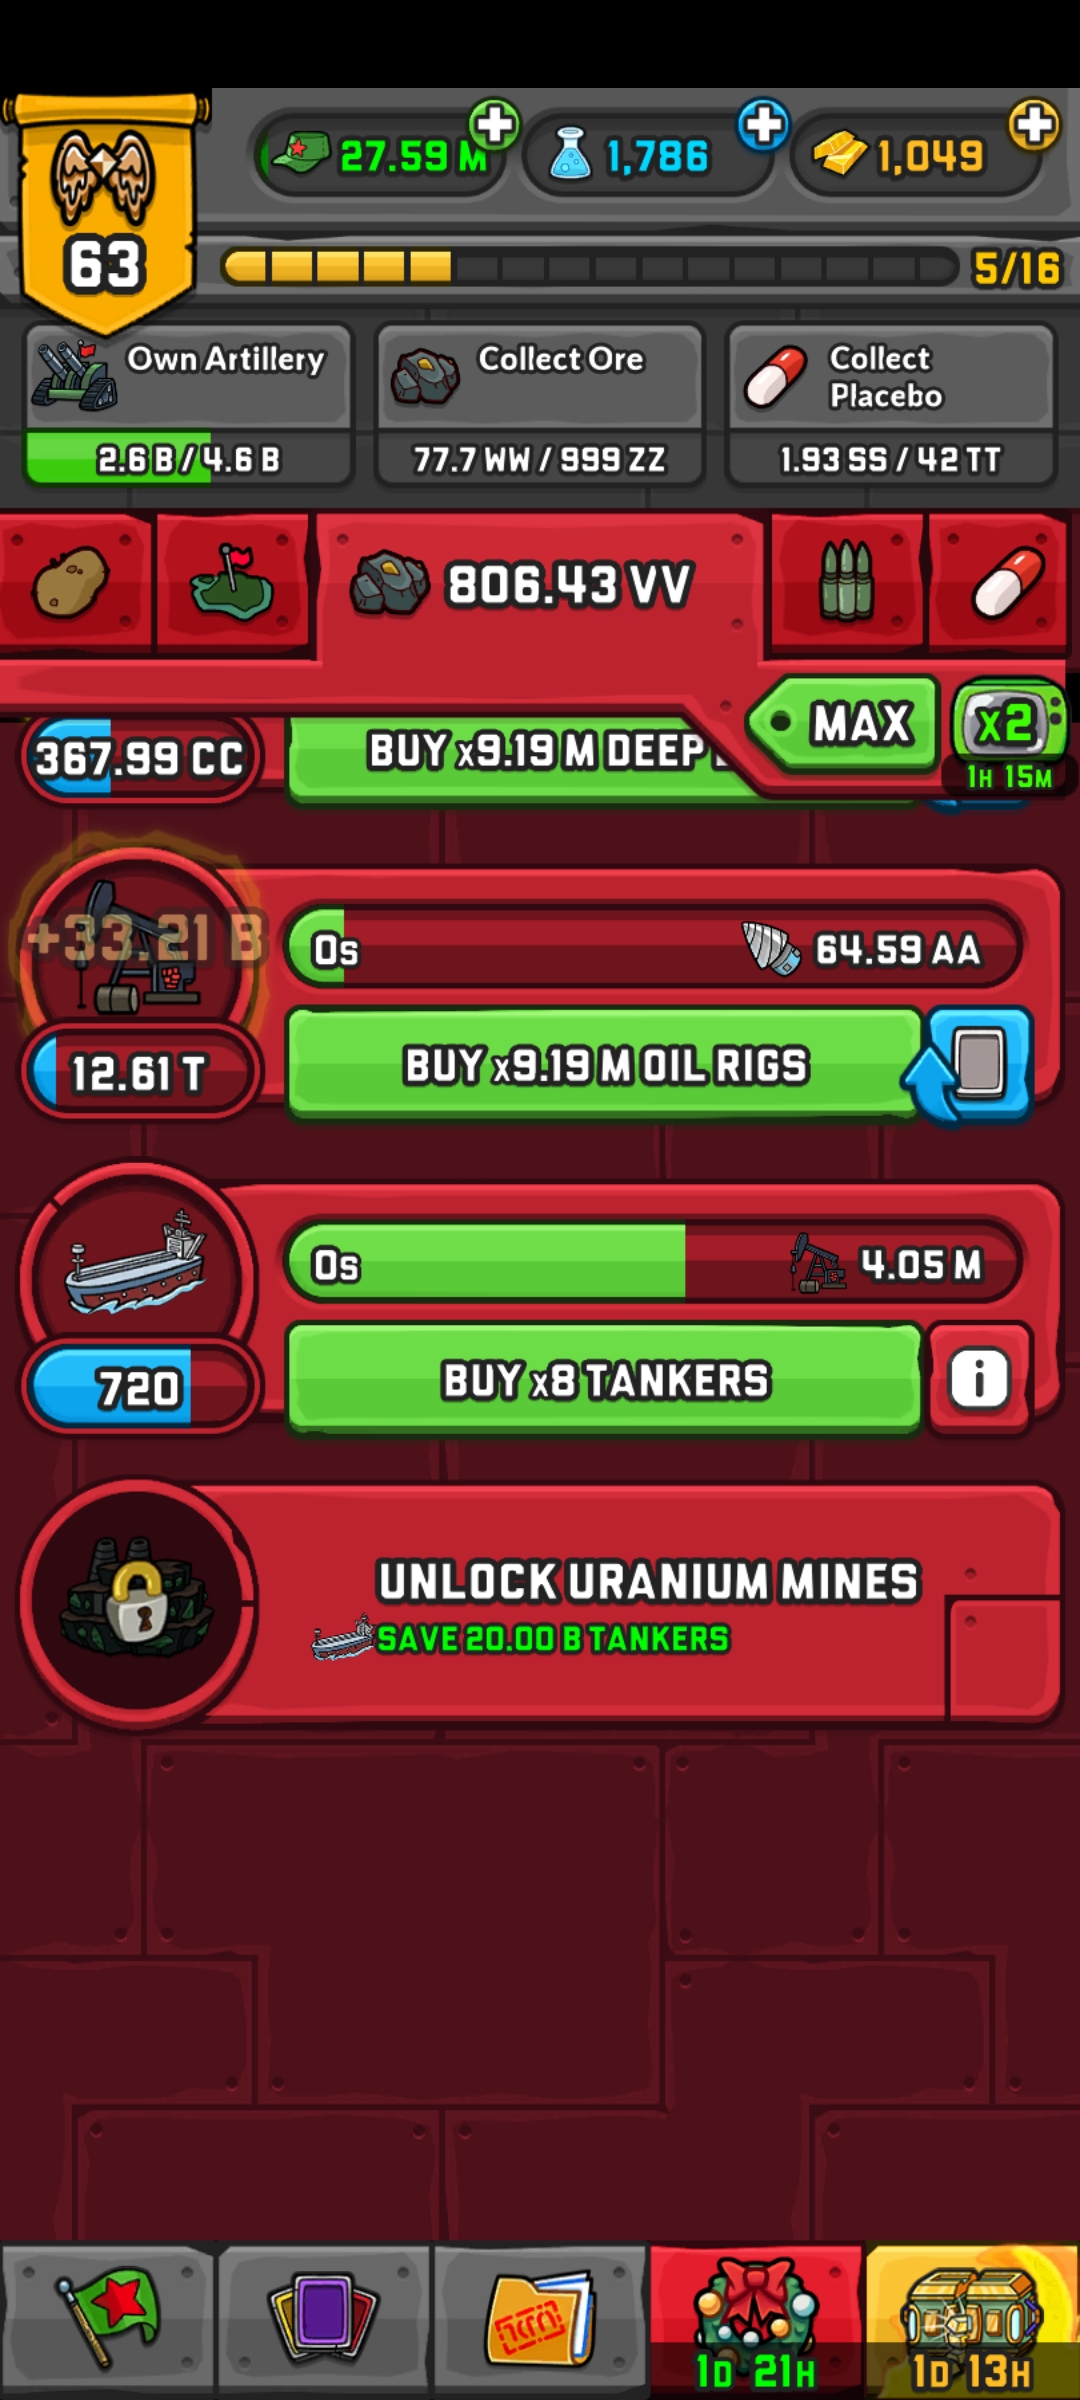 27.59 M
1,786
1,049
63
5/16
Own Artillery
2.6 B / 4.6 B
Collect Ore
77.7 WW / 999 ZZ
Collect
Placebo
1.93 SS / 42 TT
806.43 VV
MAX
X2
1H 15M
367.99 CC
BUY x9.19 M DEEP
+33.21 B
0s
64.59 AA
12.61 T
BUY x9.19 M OIL RIGS
0s
4.05 M
720
BUY x8 TANKERS
i
UNLOCK URANIUM MINES
SAVE 20.00 B TANKERS
1D 21H
1D 13H